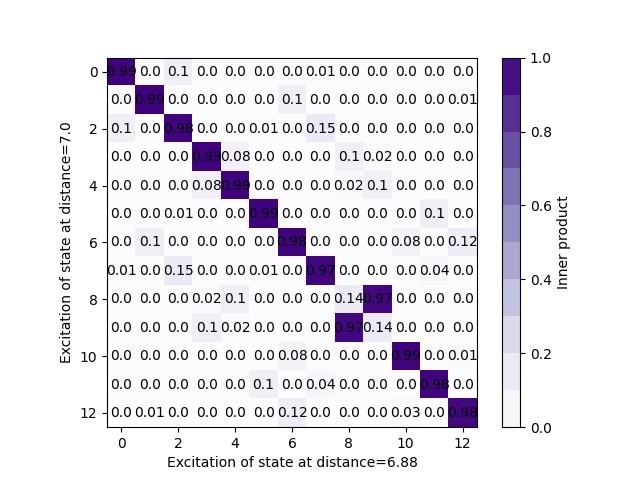 0 0.99 0.0 0.1 0.0 0.0 0.0 0.0 0.01 0.0 0.0 0.0 0.0 0.0
0.0 0.99 0.0 0.0 0.0 0.0 0.1 0.0 0.0 0.0 0.0 0.0 0.01
2 0.1 0.0 0.98 0.0 0.0 0.01 0.0 0.15 0.0 0.0 0.0 0.0 0.0
0.0 0.0 0.0 0.99 0.08 0.0 0.0 0.0 0.1 0.02 0.0 0.0 0.0
4 0.0 0.0 0.0 0.08 0.99 0.0 0.0 0.0 0.02 0.1 0.0 0.0 0.0
0.0 0.0 0.01 0.0 0.0 0.99 0.0 0.0 0.0 0.0 0.0 0.1 0.0
6 0.0 0.1 0.0 0.0 0.0 0.0 0.98 0.0 0.0 0.0 0.08 0.0 0.12
0.01 0.0 0.15 0.0 0.0 0.01 0.0 0.97 0.0 0.0 0.0 0.04 0.0
8 0.0 0.0 0.0 0.02 0.1 0.0 0.0 0.0 0.14 0.97 0.0 0.0 0.0
0.0 0.0 0.0 0.1 0.02 0.0 0.0 0.0 0.97 0.14 0.0 0.0 0.0
10 0.0 0.0 0.0 0.0 0.0 0.0 0.08 0.0 0.0 0.0 0.99 0.0 0.01
0.0 0.0 0.0 0.0 0.0 0.1 0.0 0.04 0.0 0.0 0.0 0.98 0.0
12 0.0 0.01 0.0 0.0 0.0 0.0 0.12 0.0 0.0 0.0 0.03 0.0 0.98
0 2 4 6 8 10 12
Excitation of state at distance=6.88
Excitation of state at distance=7.0
1.0
0.8
0.6
0.4
0.2
0.0
Inner product